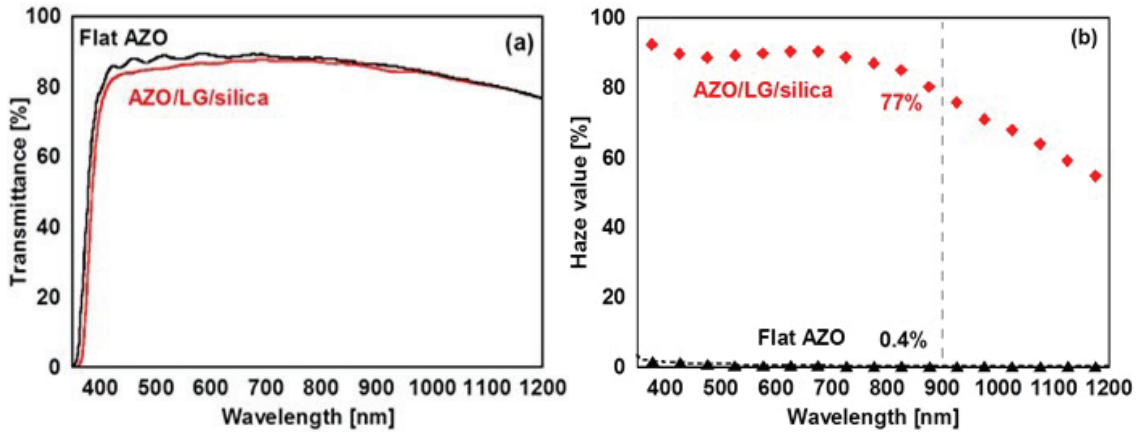 100
80
60
40
20
0
Transmittance [%]
Flat AZO
(a)
AZO/LG/silica
400 500 600 700 800 900 1000 1100 1200
Wavelength [nm]
100
80
60
40
20
0
Haze value [%]
(b)
AZO/LG/silica
77%
Flat AZO 0.4%
400 500 600 700 800 900 1000 1100 1200
Wavelength [nm]